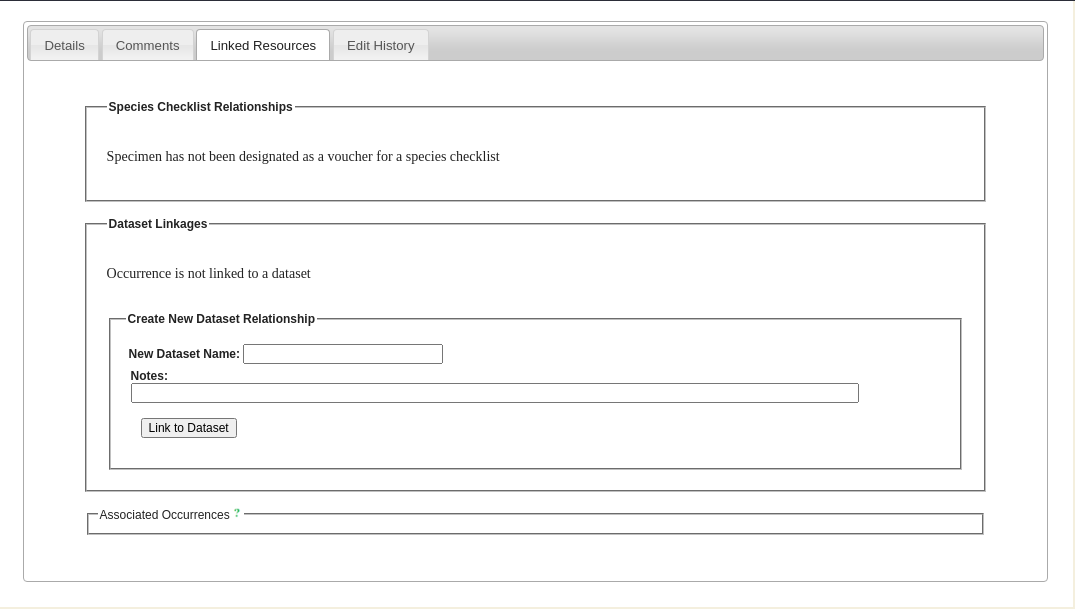 Details
Comments
Linked Resources
Edit History
Species Checklist Relationships
Specimen has not been designated as a voucher for a species checklist
Dataset Linkages
Occurrence is not linked to a dataset
Create New Dataset Relationship
New Dataset Name:
Notes:
Link to Dataset
Associated Occurrences ?